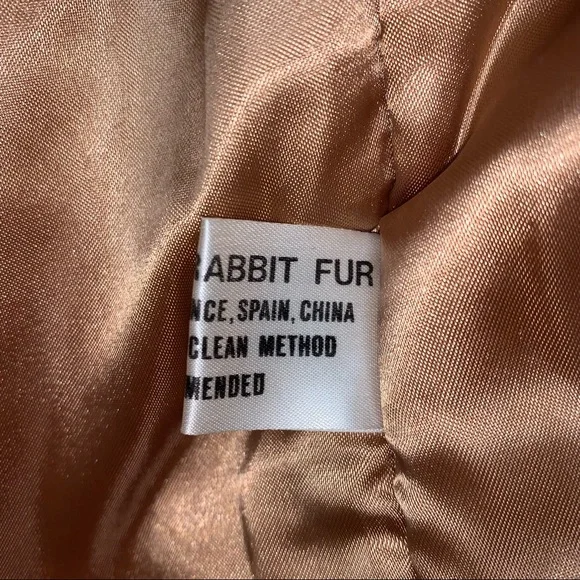 RABBIT FUR
NCE, SPAIN, CHINA
CLEAN METHOD
MENDED